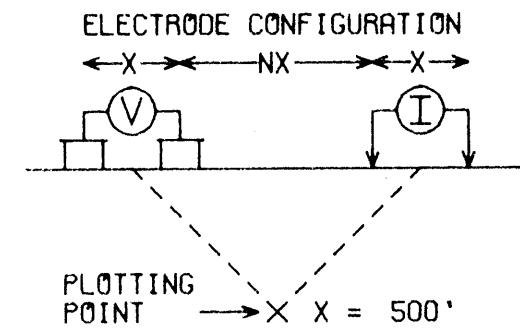 ELECTRODE CONFIGURATION
X NX X
V I
PLOTTING
POINT X = 500'